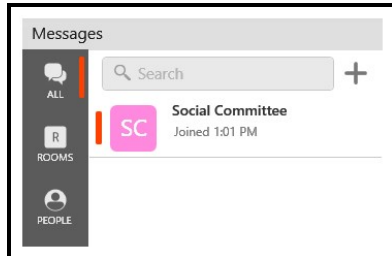 Messages
ALL
Search
SC
Social Committee
Joined 1:01 PM
R
ROOMS
PEOPLE